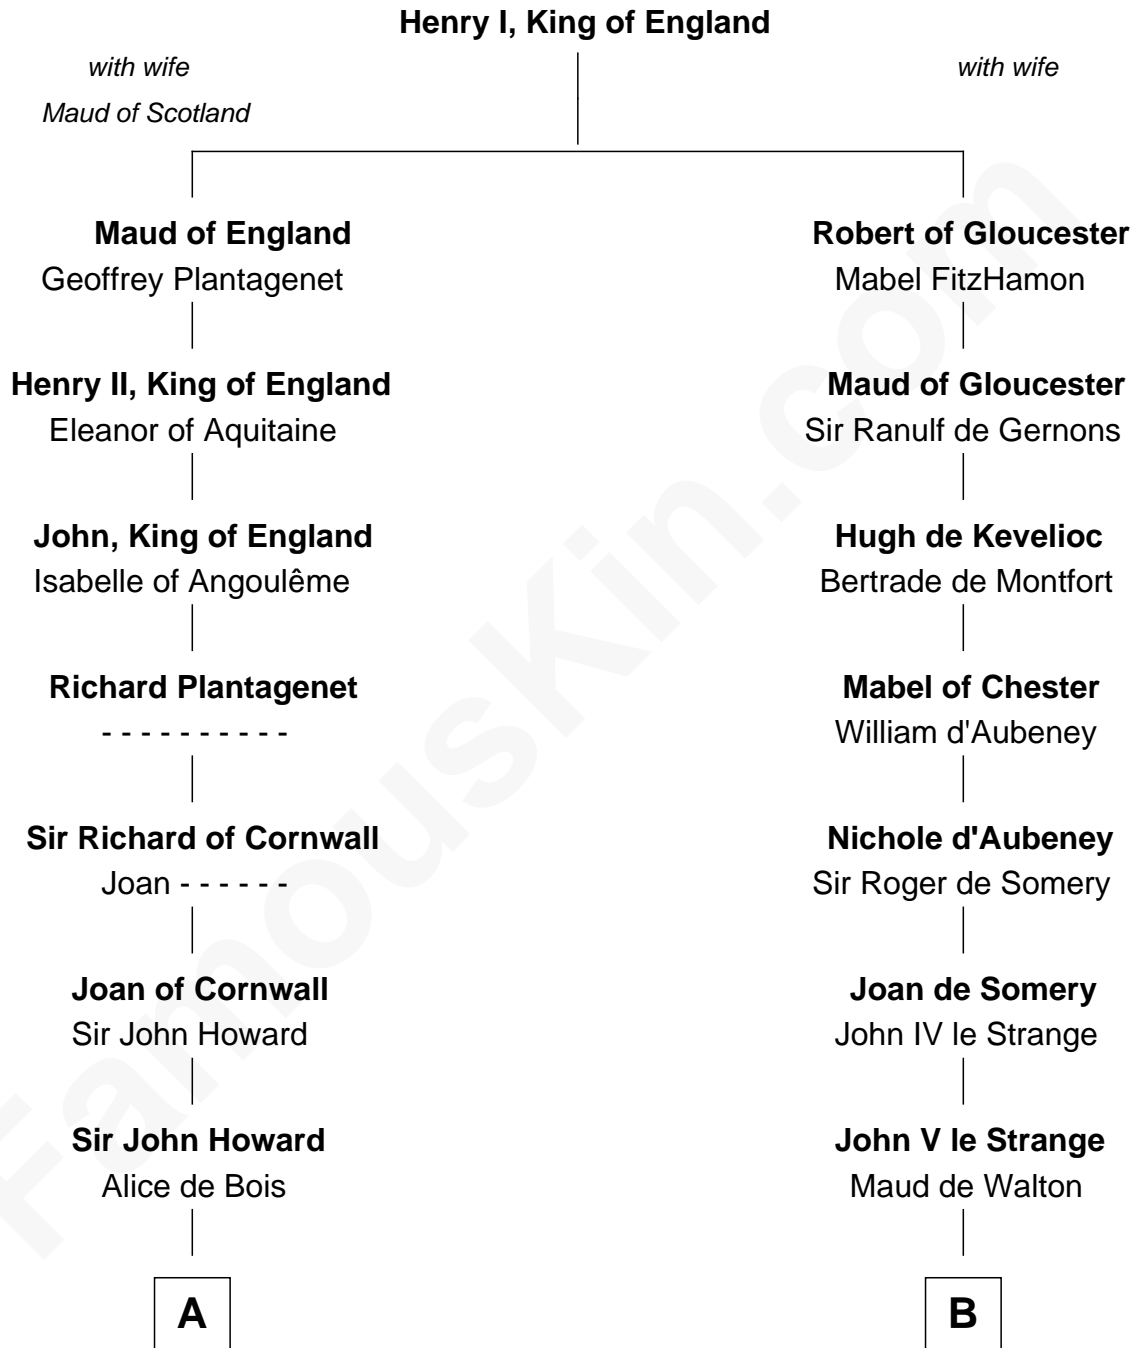 Henry I, King of England
with wife
Maud of Scotland
with wife
Maud of England
Geoffrey Plantagenet
Robert of Gloucester
Mabel FitzHamon
Henry II, King of England
Eleanor of Aquitaine
Maud of Gloucester
Sir Ranulf de Gernons
John, King of England
Isabelle of Angoulême
Hugh de Kevelioc
Bertrade de Montfort
Richard Plantagenet
- - - - - - - - - -
Mabel of Chester
William d'Aubeney
Sir Richard of Cornwall
Joan - - - - - -
Nichole d'Aubeney
Sir Roger de Somery
Joan of Cornwall
Sir John Howard
Joan de Somery
John IV le Strange
Sir John Howard
Alice de Bois
John V le Strange
Maud de Walton
A
B
FamousKin.com